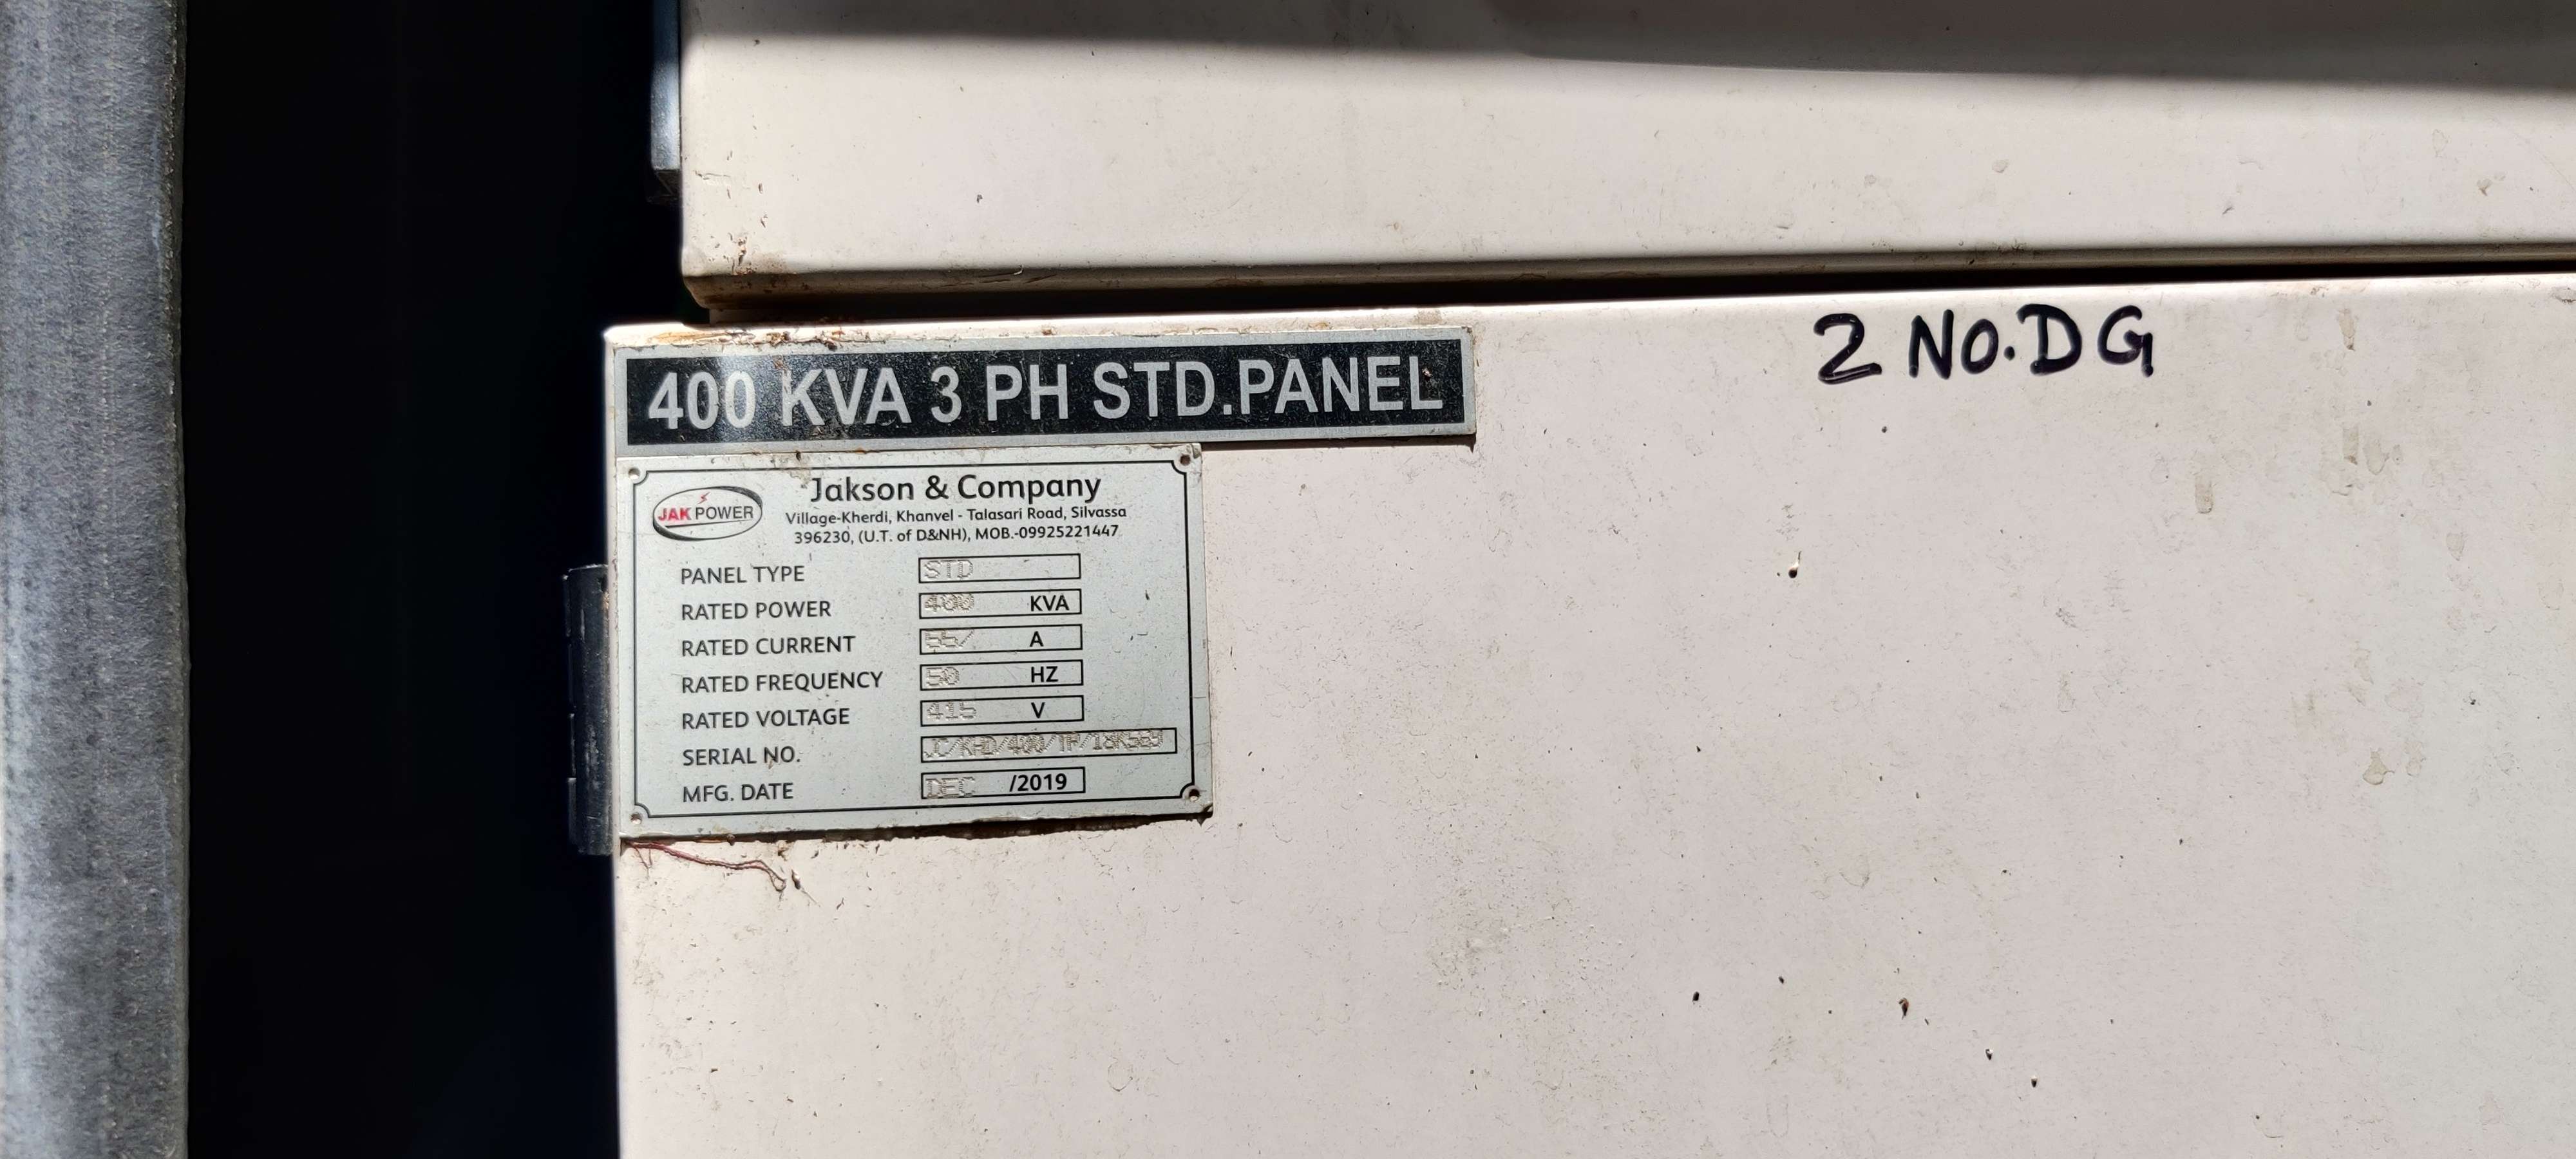 2 NO.DG
400 KVA 3 PH STD.PANEL
JAK POWER
Jakson & Company
Village-Kherdi, Khanvel - Talasari Road, Silvassa
396230, (U.T. of D&NH), MOB.-09925221447
PANEL TYPE STD
RATED POWER 400 KVA
RATED CURRENT A
RATED FREQUENCY 50 HZ
RATED VOLTAGE 415 V
SERIAL NO.
MFG. DATE DEC /2019